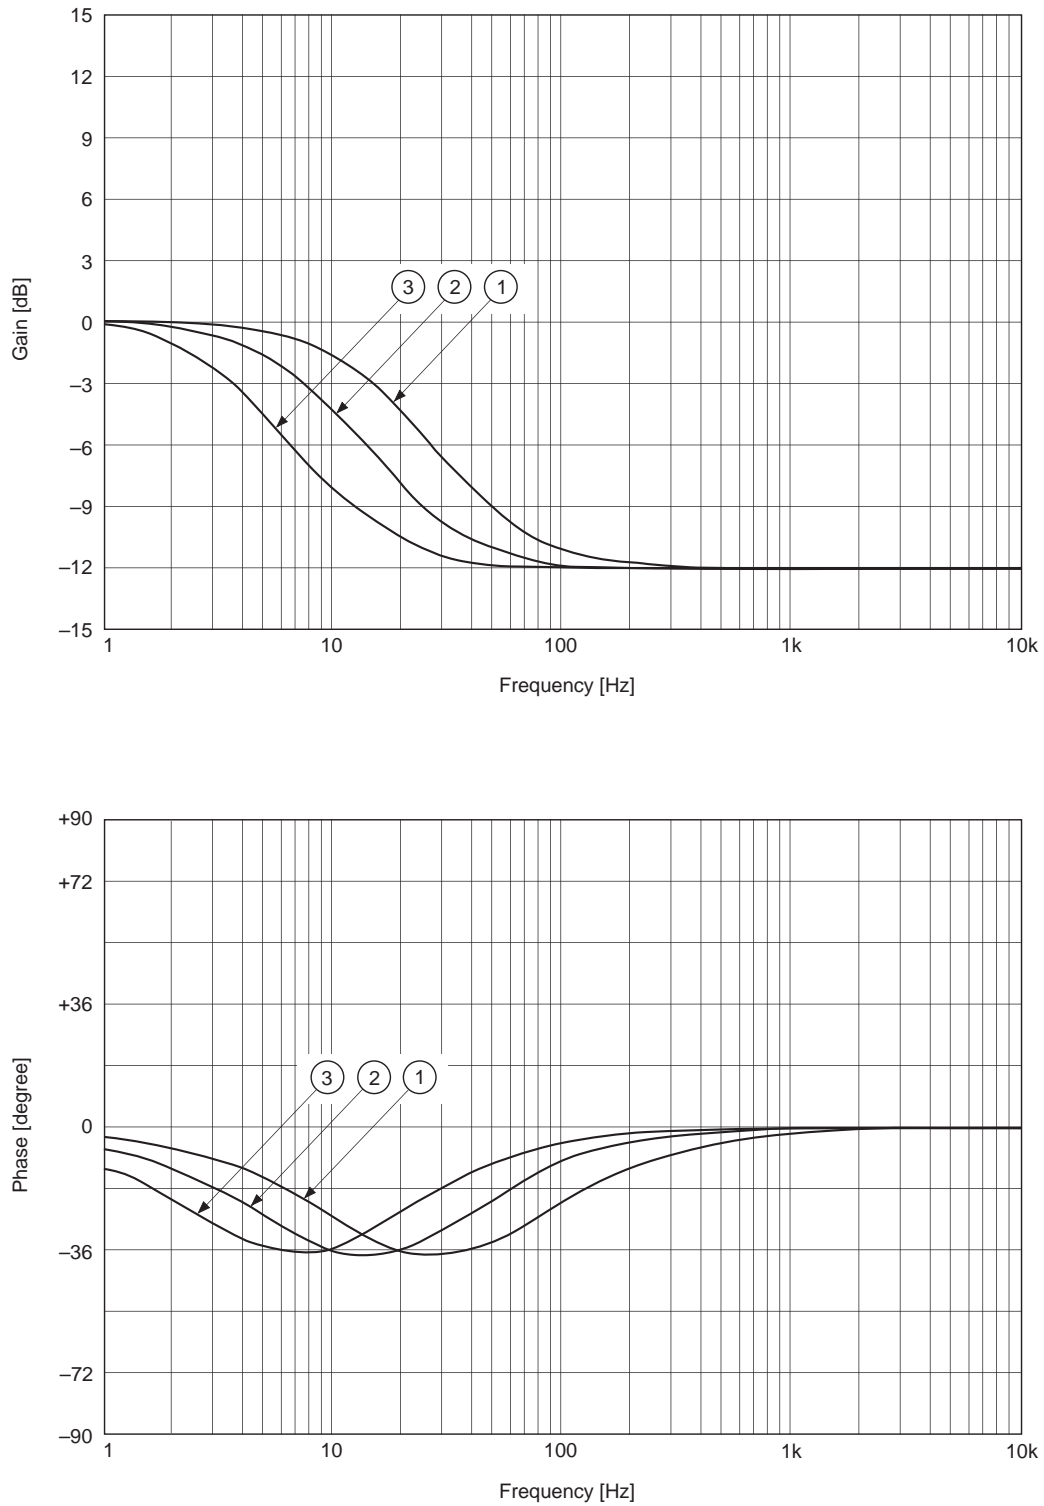 15
12
9
6
3
0
–3
–6
–9
–12
–15
Gain [dB]
3 2 1
1 10 100 1k 10k
Frequency [Hz]
+90
+72
+36
0
–36
–72
–90
Phase [degree]
3 2 1
1 10 100 1k 10k
Frequency [Hz]